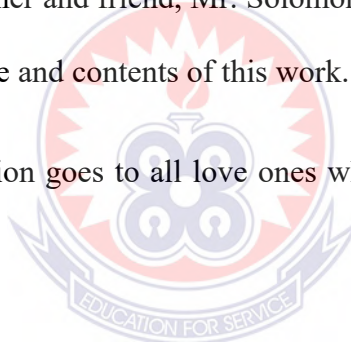 her and friend, Mr. Solomon
e and contents of this work.
ion goes to all love ones w
EDUCATION FOR SERVICE